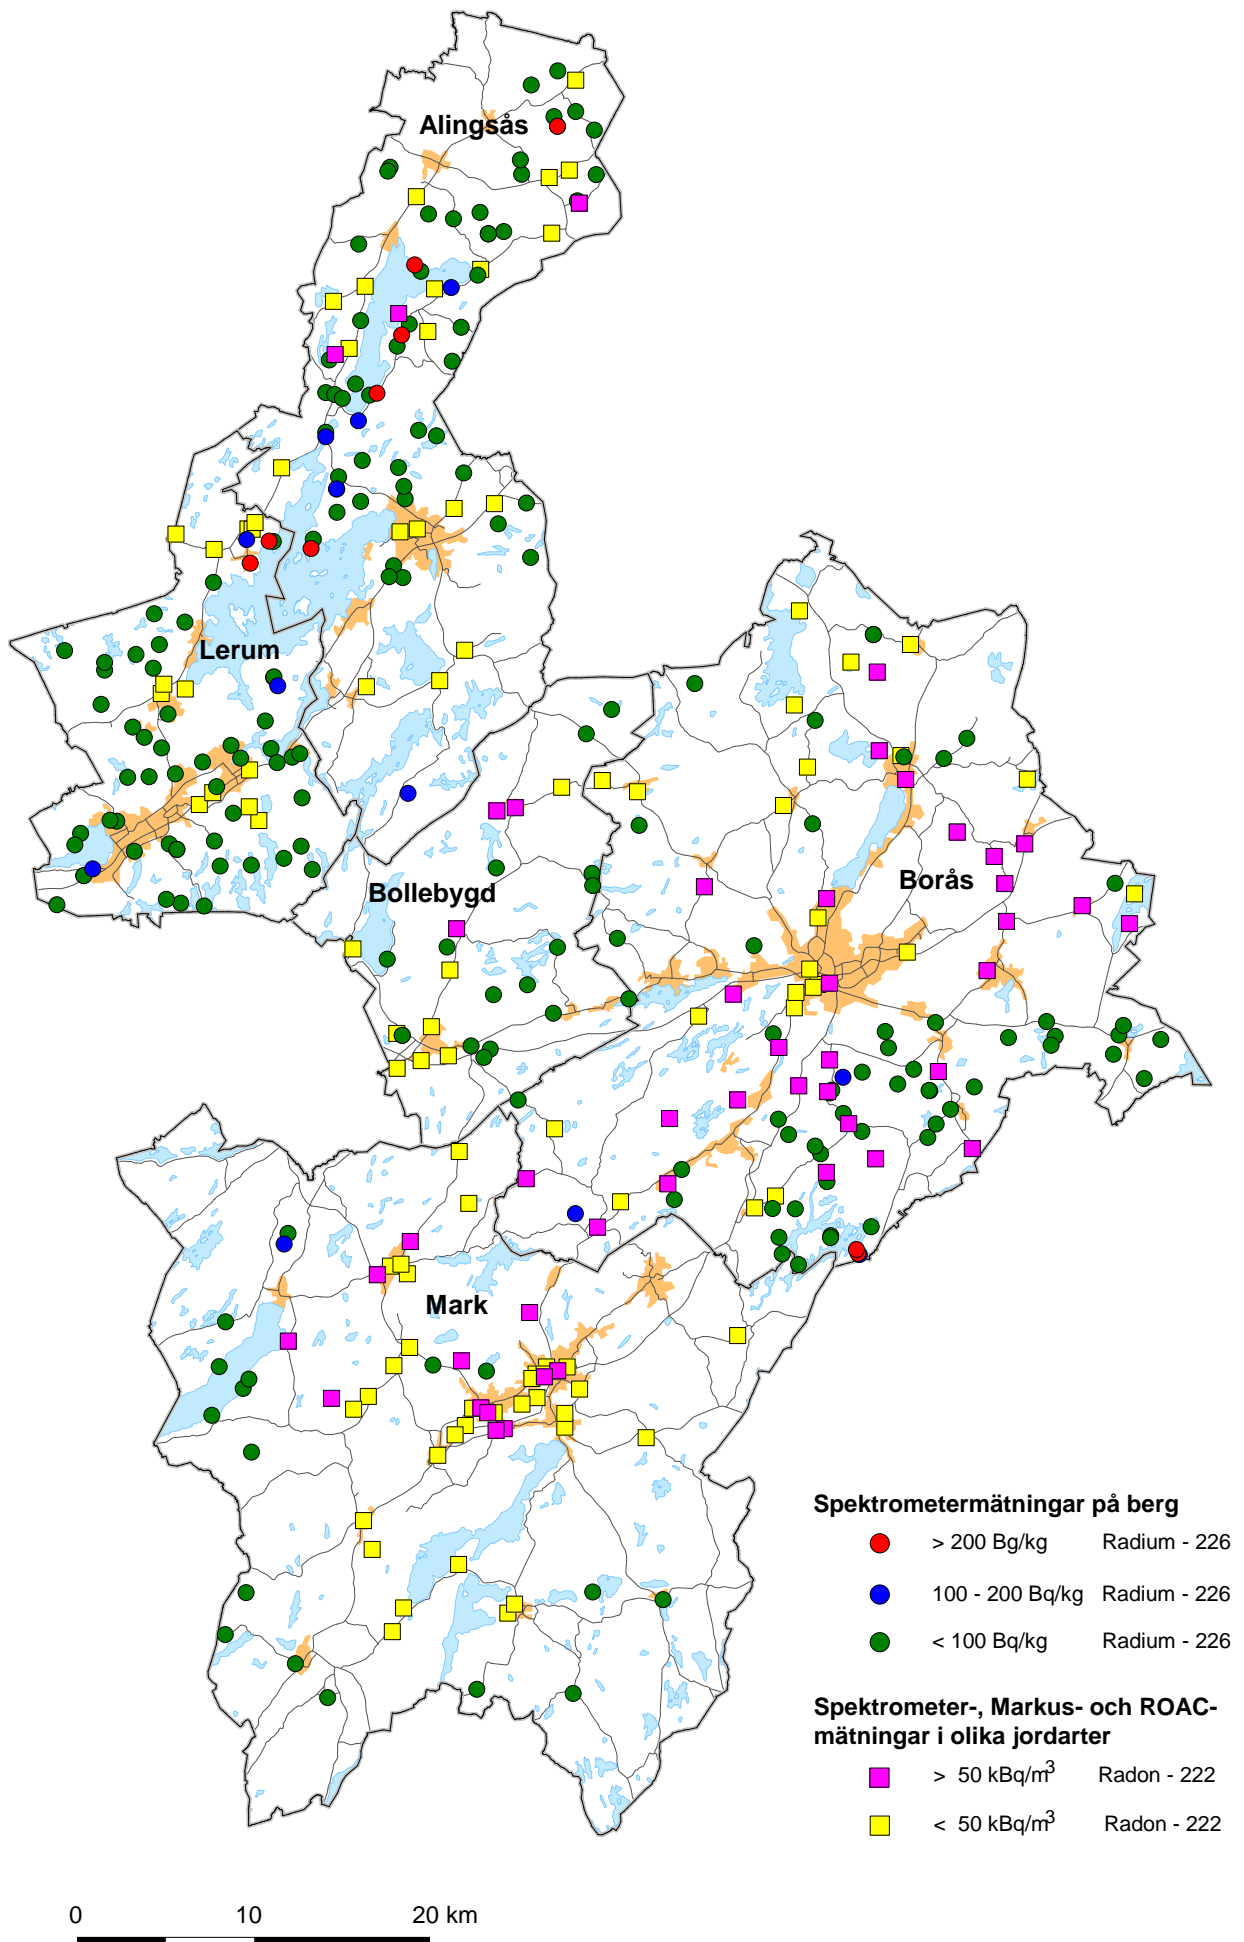 Alingsås
Lerum
Bollebygd
Borås
Mark
Spektrometermätningar på berg
> 200 Bg/kg Radium - 226
100 - 200 Bq/kg Radium - 226
< 100 Bq/kg Radium - 226
Spektrometer-, Markus- och ROAC-
mätningar i olika jordarter
> 50 kBq/m³ Radon - 222
< 50 kBq/m³ Radon - 222
0 10 20 km